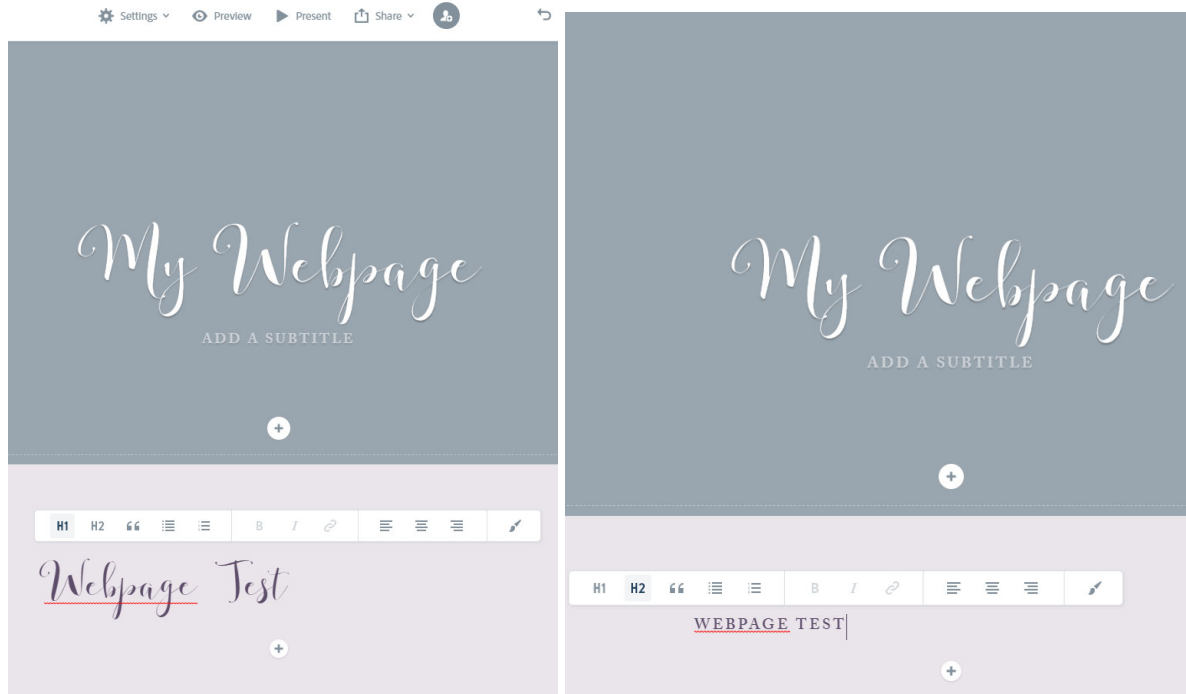 Settings Preview Present Share
My Webpage
ADD A SUBTITLE
H1 H2 B I
Webpage Test
My Webpage
ADD A SUBTITLE
H1 H2 B I
WEBPAGE TEST